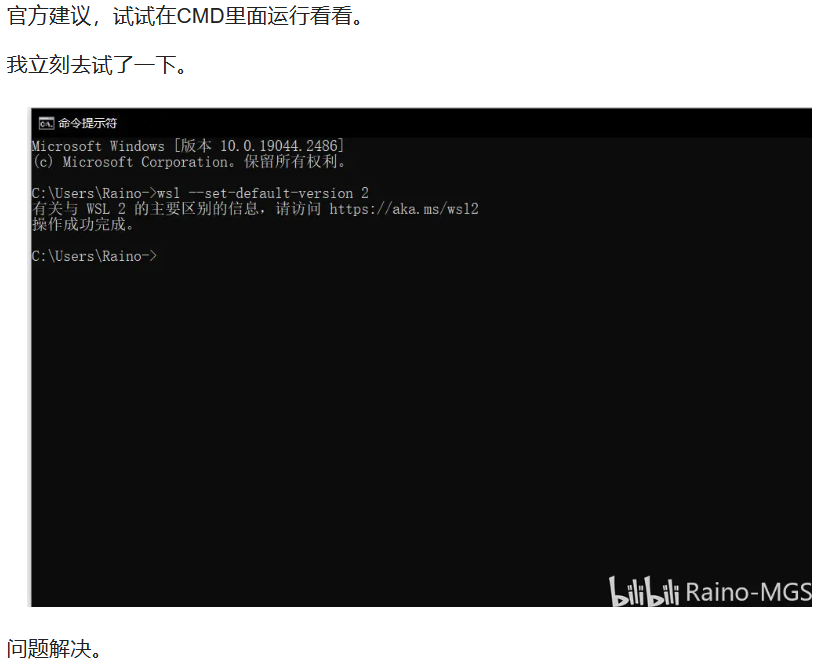 官方建议，试试在CMD里面运行看看。
我立刻去试了一下。
命令提示符
Microsoft Windows [版本 10.0.19044.2486]
(c) Microsoft Corporation。保留所有权利。
C:\Users\Raino->wsl --set-default-version 2
有关与 WSL 2 的主要区别的信息，请访问 https://aka.ms/wsl2
操作成功完成。
C:\Users\Raino->
bilibili Raino-MGS
问题解决。